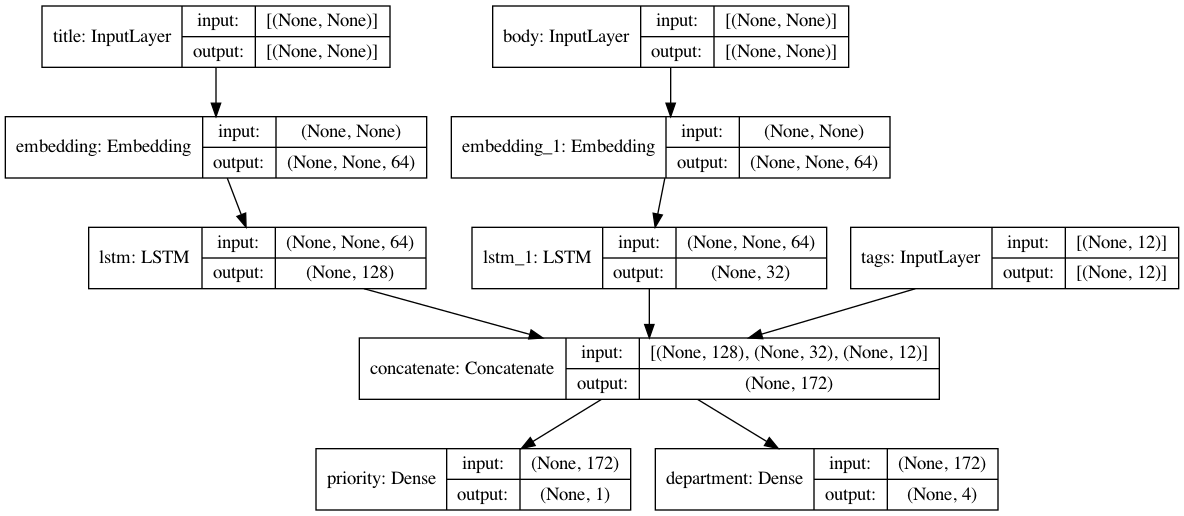 title: InputLayer
input: [(None, None)]
output: [(None, None)]
body: InputLayer
input: [(None, None)]
output: [(None, None)]
embedding: Embedding
input: (None, None)
output: (None, None, 64)
embedding_1: Embedding
input: (None, None)
output: (None, None, 64)
lstm: LSTM
input: (None, None, 64)
output: (None, 128)
lstm_1: LSTM
input: (None, None, 64)
output: (None, 32)
tags: InputLayer
input: [(None, 12)]
output: [(None, 12)]
concatenate: Concatenate
input: [(None, 128), (None, 32), (None, 12)]
output: (None, 172)
priority: Dense
input: (None, 172)
output: (None, 1)
department: Dense
input: (None, 172)
output: (None, 4)